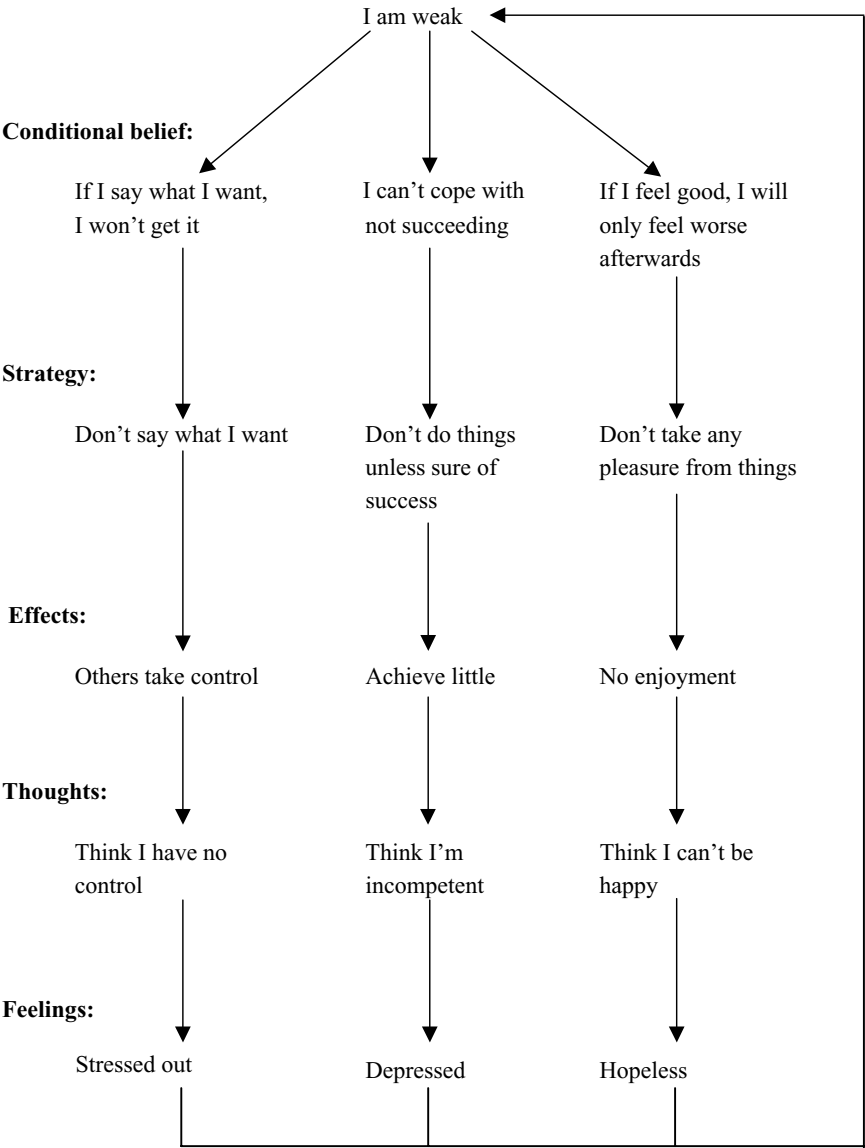 I am weak
Conditional belief:
If I say what I want,
I won’t get it
I can’t cope with
not succeeding
If I feel good, I will
only feel worse
afterwards
Strategy:
Don’t say what I want
Don’t do things
unless sure of
success
Don’t take any
pleasure from things
Effects:
Others take control
Achieve little
No enjoyment
Thoughts:
Think I have no
control
Think I’m
incompetent
Think I can’t be
happy
Feelings:
Stressed out
Depressed
Hopeless